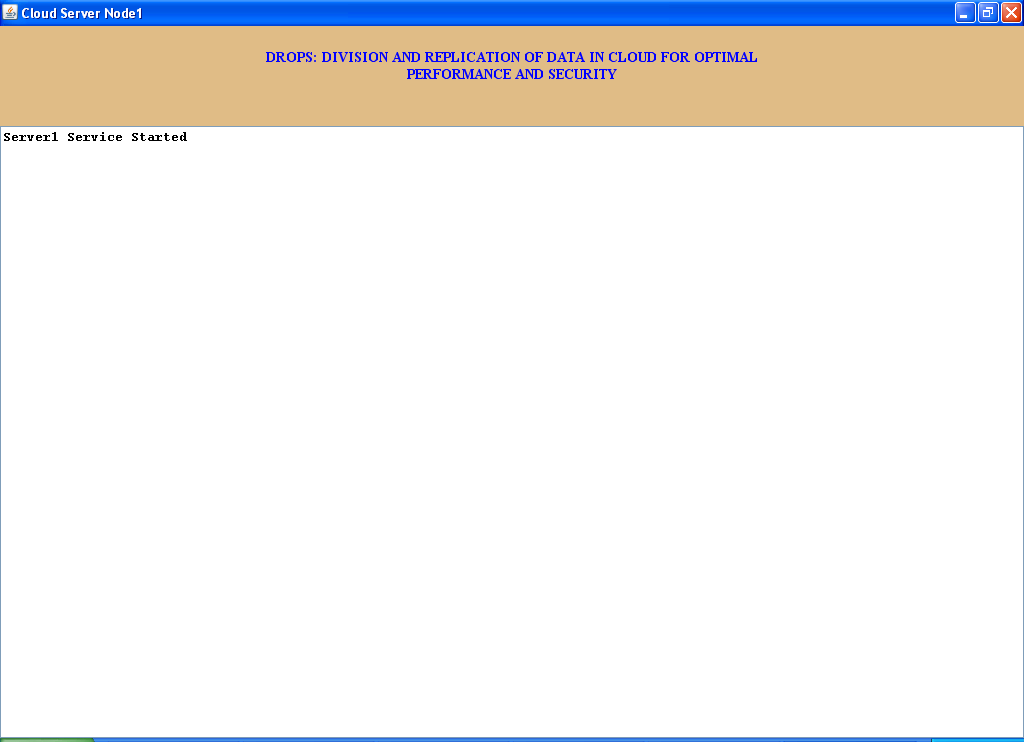 Cloud Server Node1
DROPS: DIVISION AND REPLICATION OF DATA IN CLOUD FOR OPTIMAL
PERFORMANCE AND SECURITY
Server1 Service Started